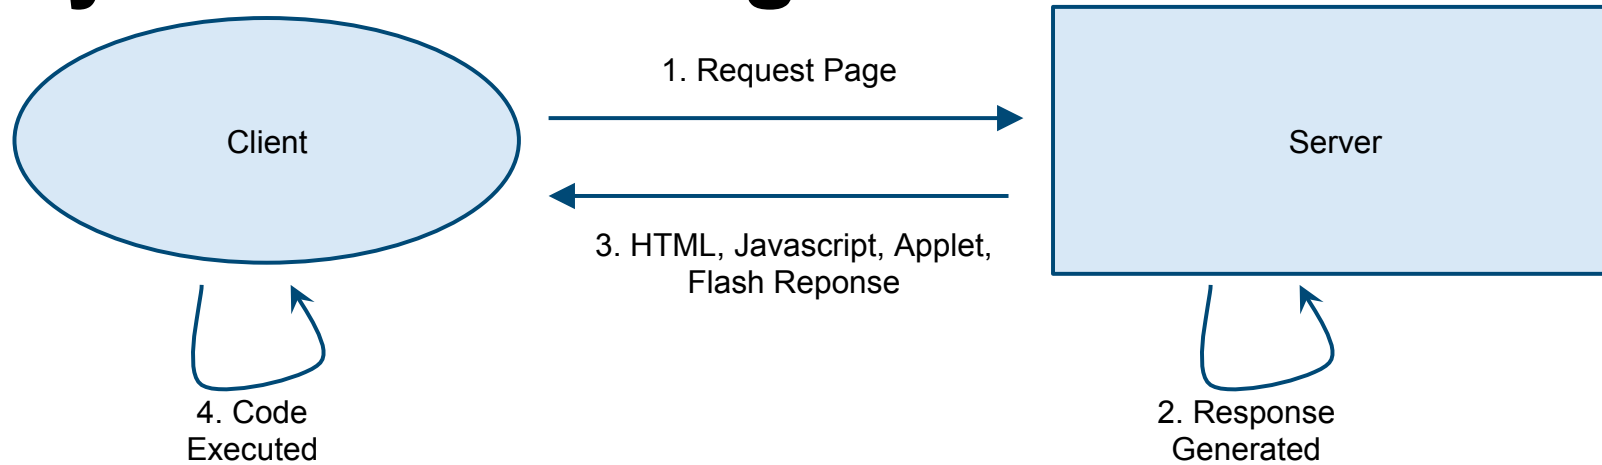 1. Request Page
Client
Server
3. HTML, Javascript, Applet,
Flash Reponse
4. Code
Executed
2. Response
Generated